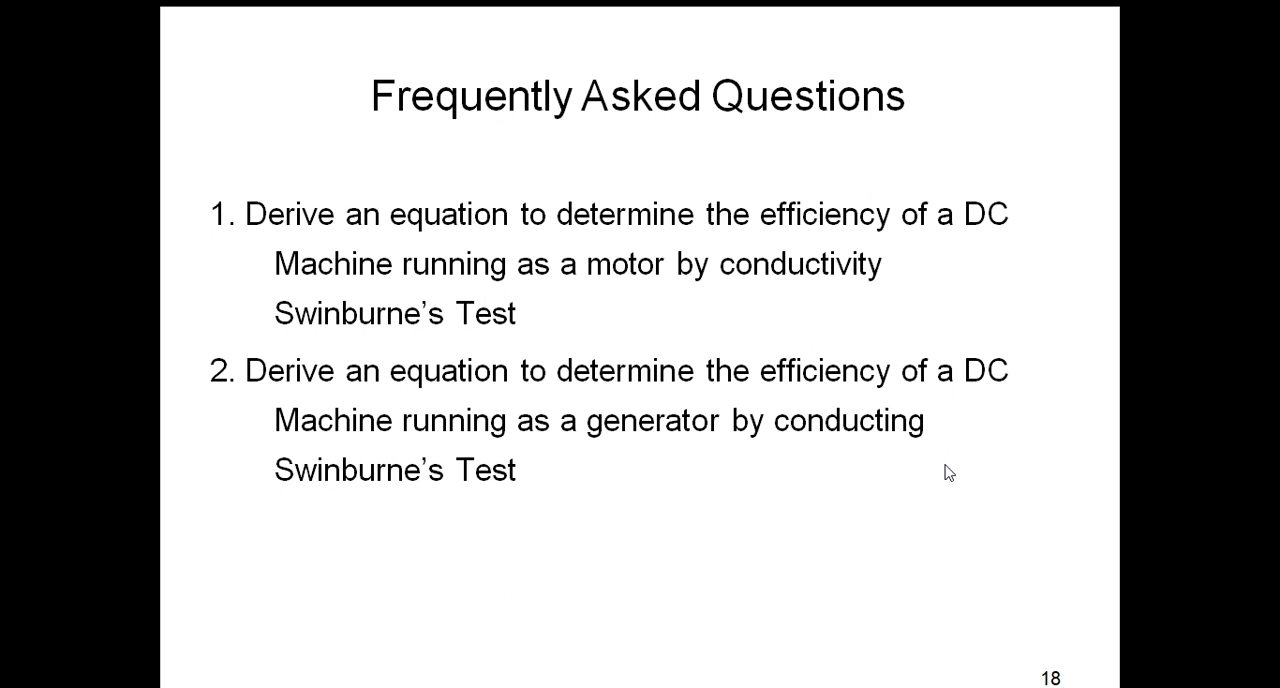 Frequently Asked Questions
1. Derive an equation to determine the efficiency of a DC
Machine running as a motor by conductivity
Swinburne’s Test
2. Derive an equation to determine the efficiency of a DC
Machine running as a generator by conducting
Swinburne’s Test
18